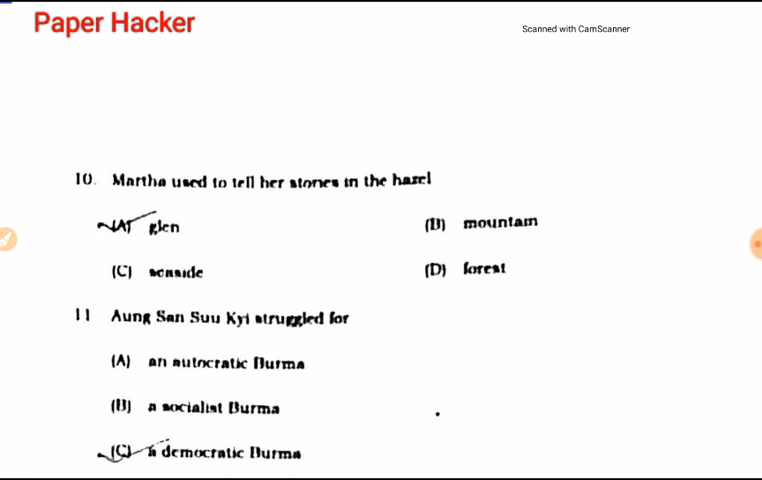 Paper Hacker
Scanned with CamScanner
10. Martha used to tell her stories in the hazel
(A) glen
(B) mountain
(C) seaside
(D) forest
11 Aung San Suu Kyi struggled for
(A) an autocratic Burma
(B) a socialist Burma
(C) a democratic Burma